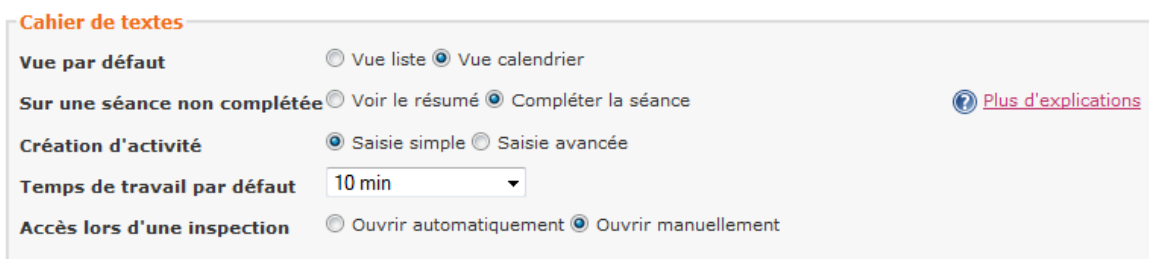 Cahier de textes
Vue par défaut Vue liste Vue calendrier
Sur une séance non complétée Voir le résumé Compléter la séance Plus d'explications
Création d'activité Saisie simple Saisie avancée
Temps de travail par défaut 10 min
Accès lors d'une inspection Ouvrir automatiquement Ouvrir manuellement